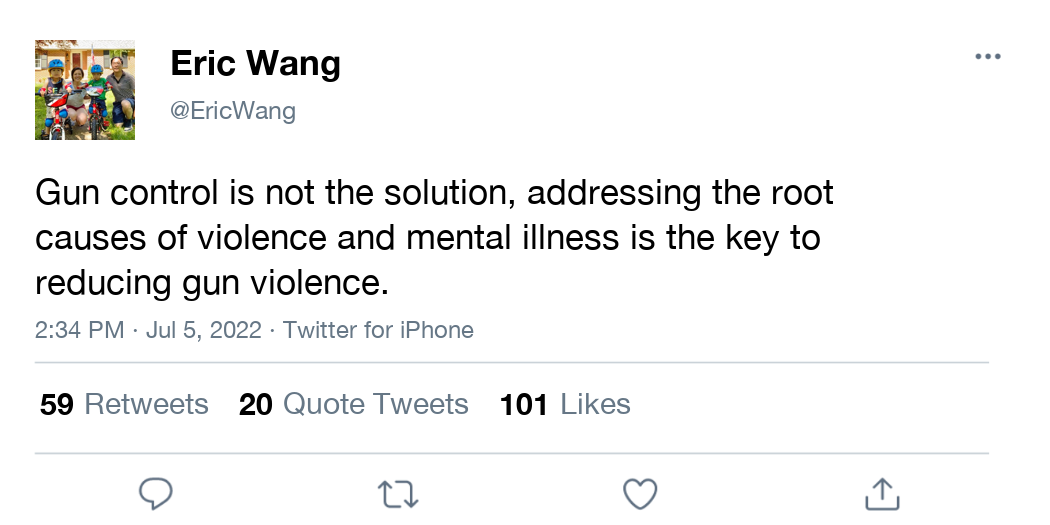 Eric Wang
@EricWang
Gun control is not the solution, addressing the root
causes of violence and mental illness is the key to
reducing gun violence.
2:34 PM · Jul 5, 2022 · Twitter for iPhone
59 Retweets 20 Quote Tweets 101 Likes